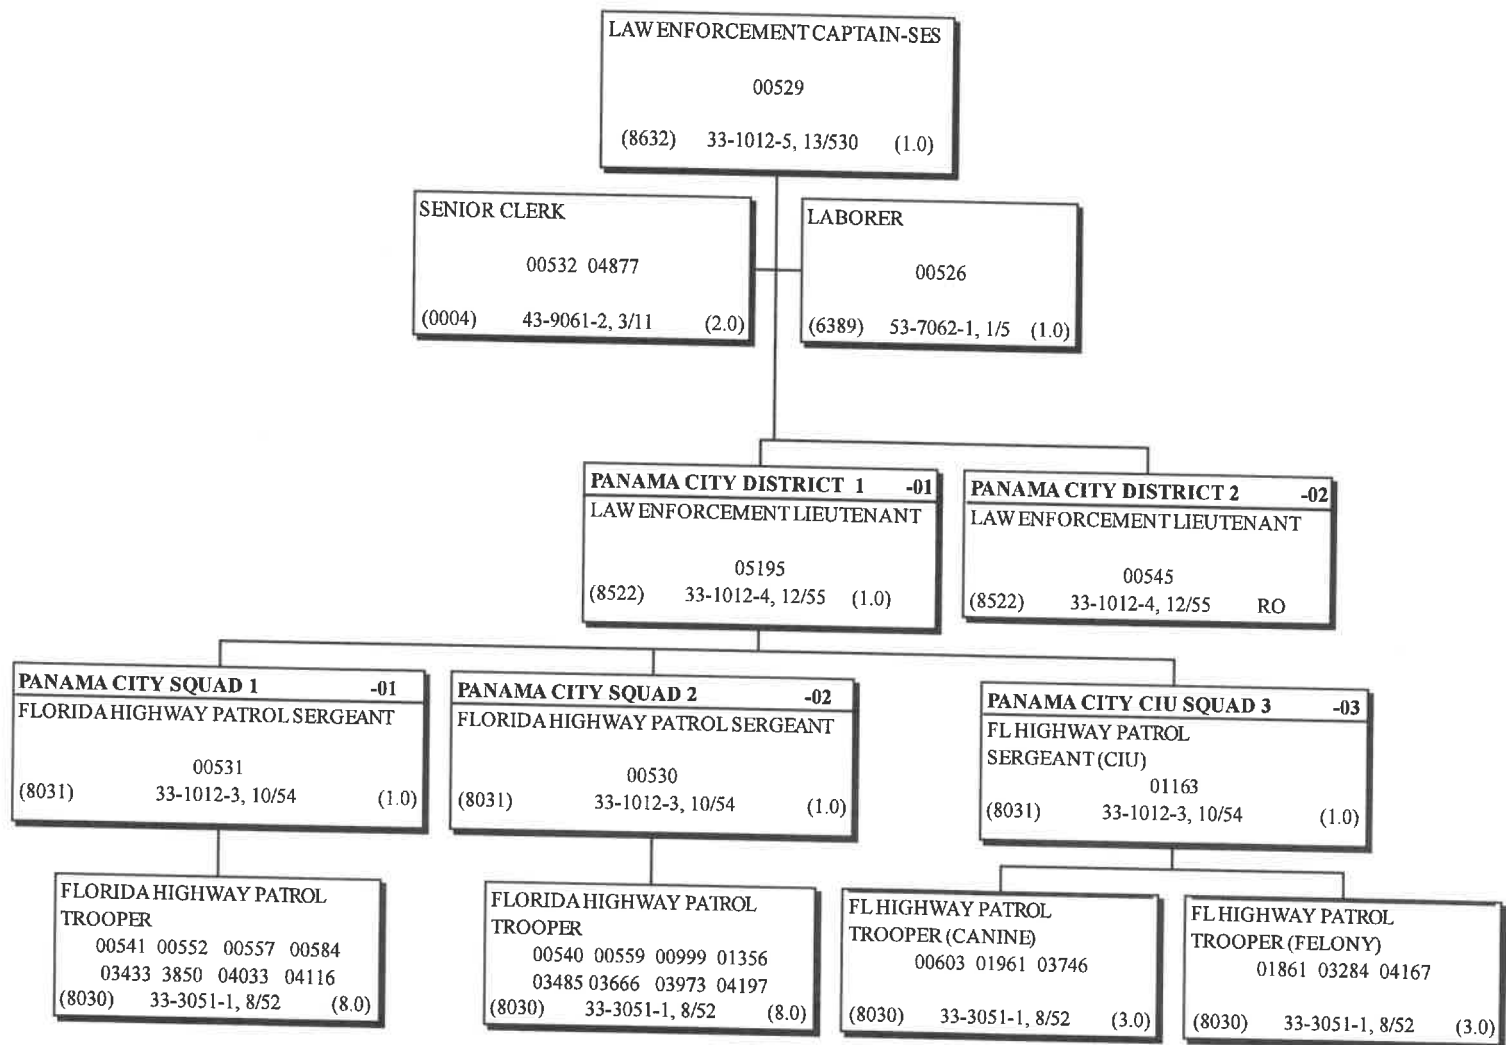 LAW ENFORCEMENT CAPTAIN-SES
00529
(8632) 33-1012-5, 13/530 (1.0)
SENIOR CLERK
00532 04877
(0004) 43-9061-2, 3/11 (2.0)
LABORER
00526
(6389) 53-7062-1, 1/5 (1.0)
PANAMA CITY DISTRICT 1 -01
LAW ENFORCEMENT LIEUTENANT
05195
(8522) 33-1012-4, 12/55 (1.0)
PANAMA CITY DISTRICT 2 -02
LAW ENFORCEMENT LIEUTENANT
00545
(8522) 33-1012-4, 12/55 RO
PANAMA CITY SQUAD 1 -01
FLORIDA HIGHWAY PATROL SERGEANT
00531
(8031) 33-1012-3, 10/54 (1.0)
PANAMA CITY SQUAD 2 -02
FLORIDA HIGHWAY PATROL SERGEANT
00530
(8031) 33-1012-3, 10/54 (1.0)
PANAMA CITY CIU SQUAD 3 -03
FL HIGHWAY PATROL
SERGEANT (CIU)
01163
(8031) 33-1012-3, 10/54 (1.0)
FLORIDA HIGHWAY PATROL
TROOPER
00541 00552 00557 00584
03433 3850 04033 04116
(8030) 33-3051-1, 8/52 (8.0)
FLORIDA HIGHWAY PATROL
TROOPER
00540 00559 00999 01356
03485 03666 03973 04197
(8030) 33-3051-1, 8/52 (8.0)
FL HIGHWAY PATROL
TROOPER (CANINE)
00603 01961 03746
(8030) 33-3051-1, 8/52 (3.0)
FL HIGHWAY PATROL
TROOPER (FELONY)
01861 03284 04167
(8030) 33-3051-1, 8/52 (3.0)